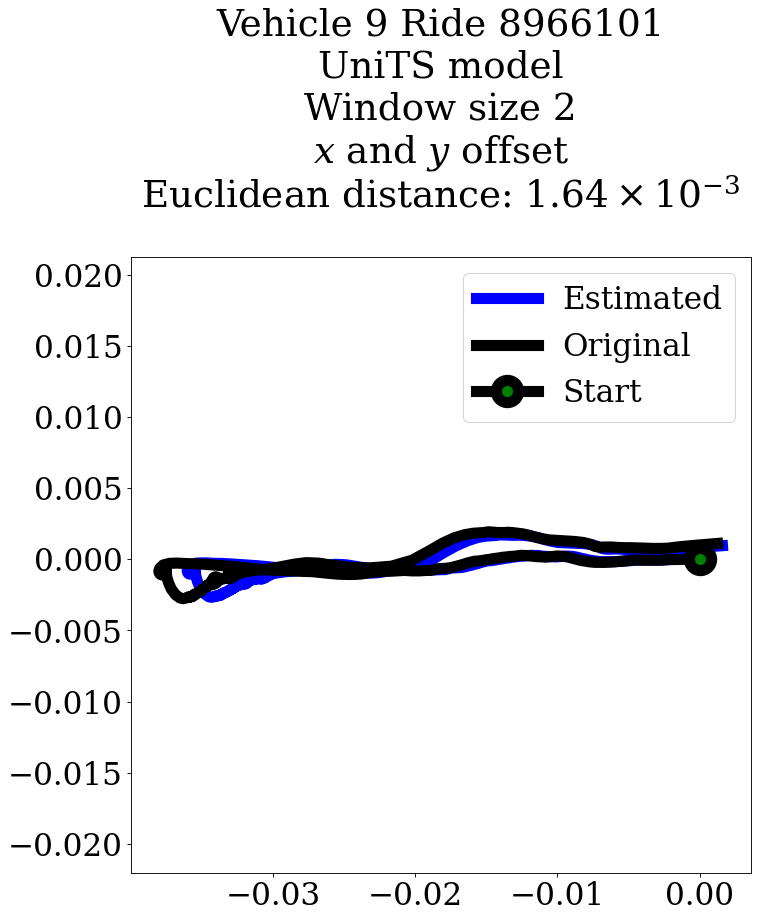 Vehicle 9 Ride 8966101
UniTS model
Window size 2
x and y offset
Euclidean distance: 1.64 × 10⁻³
Estimated
Original
Start
0.020
0.015
0.010
0.005
0.000
−0.005
−0.010
−0.015
−0.020
−0.03 −0.02 −0.01 0.00